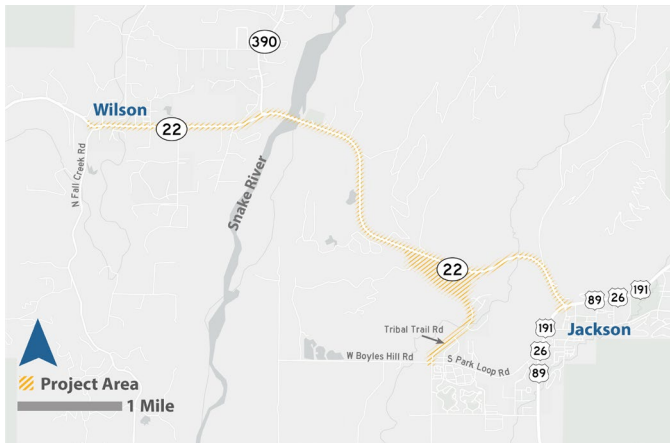 390
Wilson
22
N Fall Creek Rd
Snake River
22
191
26
89
Jackson
191
26
89
Tribal Trail Rd
W Boyles Hill Rd
S Park Loop Rd
Project Area
1 Mile